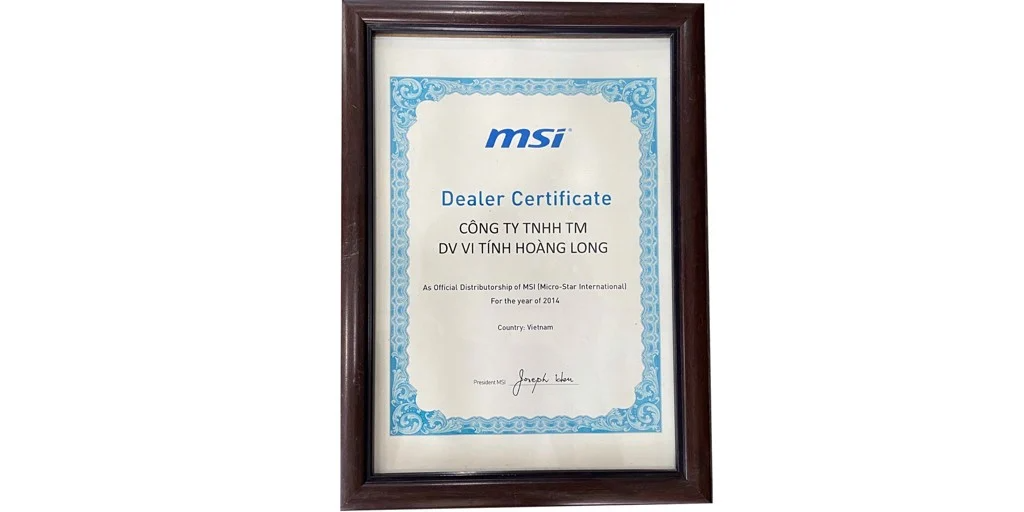 msi
Dealer Certificate
CÔNG TY TNHH TM
DV VI TÍNH HOÀNG LONG
As Official Distributorship of MSI (Micro-Star International)
For the year of 2014
Country: Vietnam
President MSI Joseph